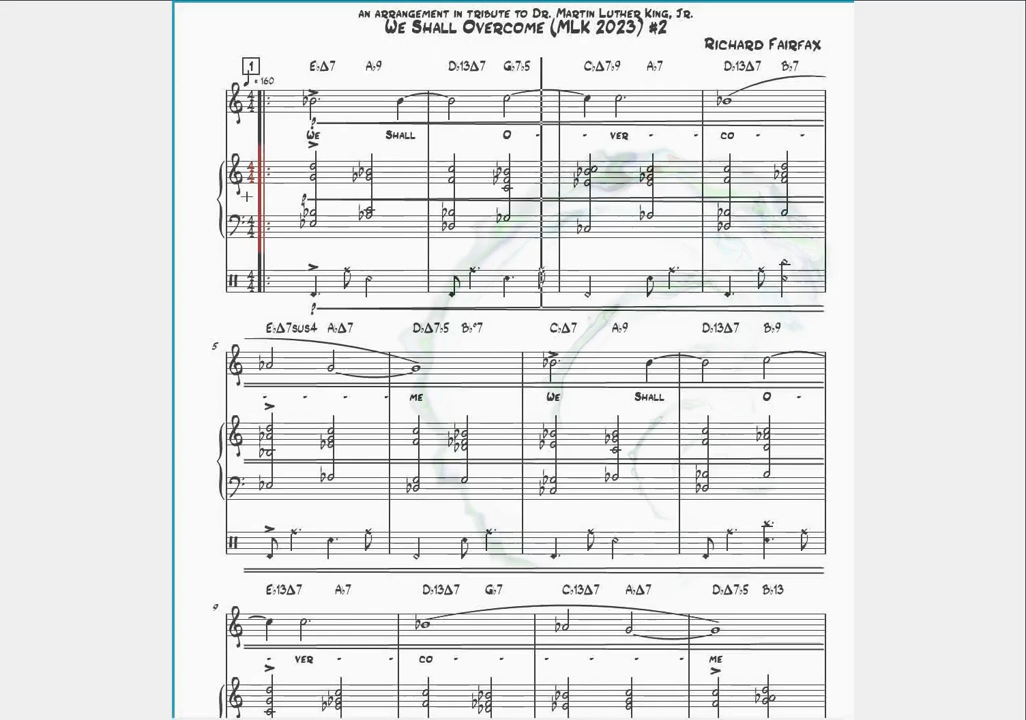 AN ARRANGEMENT IN TRIBUTE TO DR. MARTIN LUTHER KING, JR.
WE SHALL OVERCOME (MLK 2023) #2
RICHARD FAIRFAX
1
E♭Δ7 A♭9 D♭13Δ7 G♭7♭5 C♭Δ7♭9 A♭7 D♭13Δ7 B♭7
♩ = 160
WE SHALL O - - VER - - CO - -
5
E♭Δ7SUS4 A♭Δ7 D♭Δ7♭5 B♭°7 C♭Δ7 A♭9 D♭13Δ7 B♭9
- - - - ME WE SHALL O -
9
E♭13Δ7 A♭7 D♭13Δ7 G♭7 C♭13Δ7 A♭Δ7 D♭Δ7♭5 B♭13
- VER - - CO - - - - - - ME